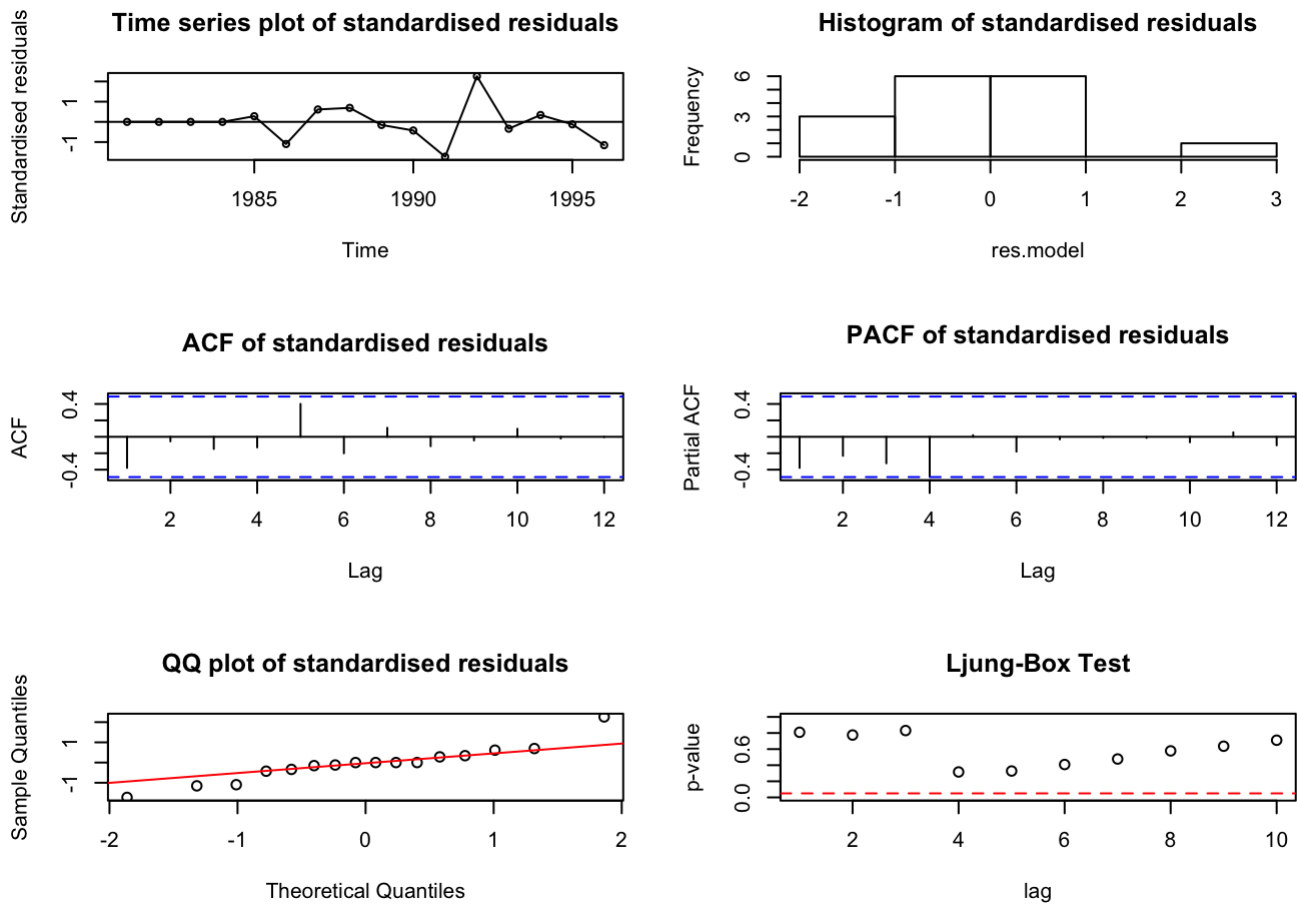 Time series plot of standardised residuals
Standardised residuals
1
-1
1985 1990 1995
Time
Histogram of standardised residuals
Frequency
6
3
0
-2 -1 0 1 2 3
res.model
ACF of standardised residuals
ACF
0.4
-0.4
2 4 6 8 10 12
Lag
PACF of standardised residuals
Partial ACF
0.4
-0.4
2 4 6 8 10 12
Lag
QQ plot of standardised residuals
Sample Quantiles
1
-1
-2 -1 0 1 2
Theoretical Quantiles
Ljung-Box Test
p-value
0.6
0.0
2 4 6 8 10
lag